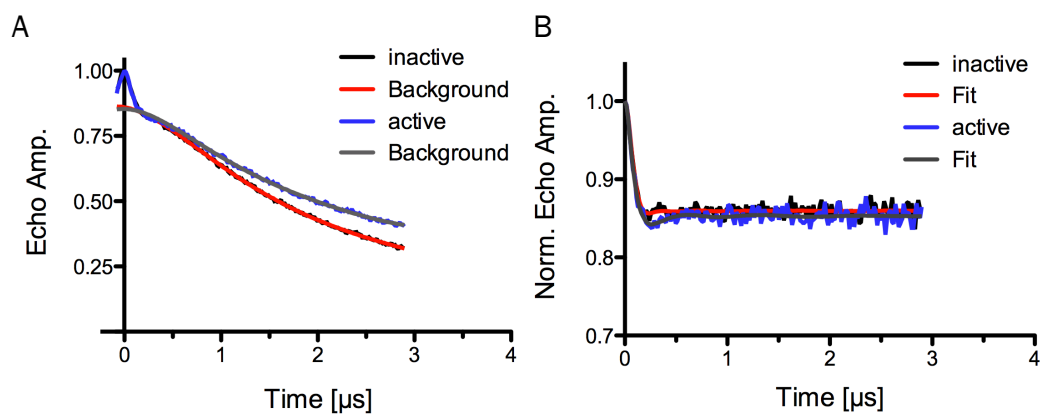 A
inactive
Background
active
Background
1.00
0.75
0.50
0.25
Echo Amp.
0
1
2
3
4
Time [µs]
B
inactive
Fit
active
Fit
1.0
0.9
0.8
0.7
Norm. Echo Amp.
0
1
2
3
4
Time [µs]